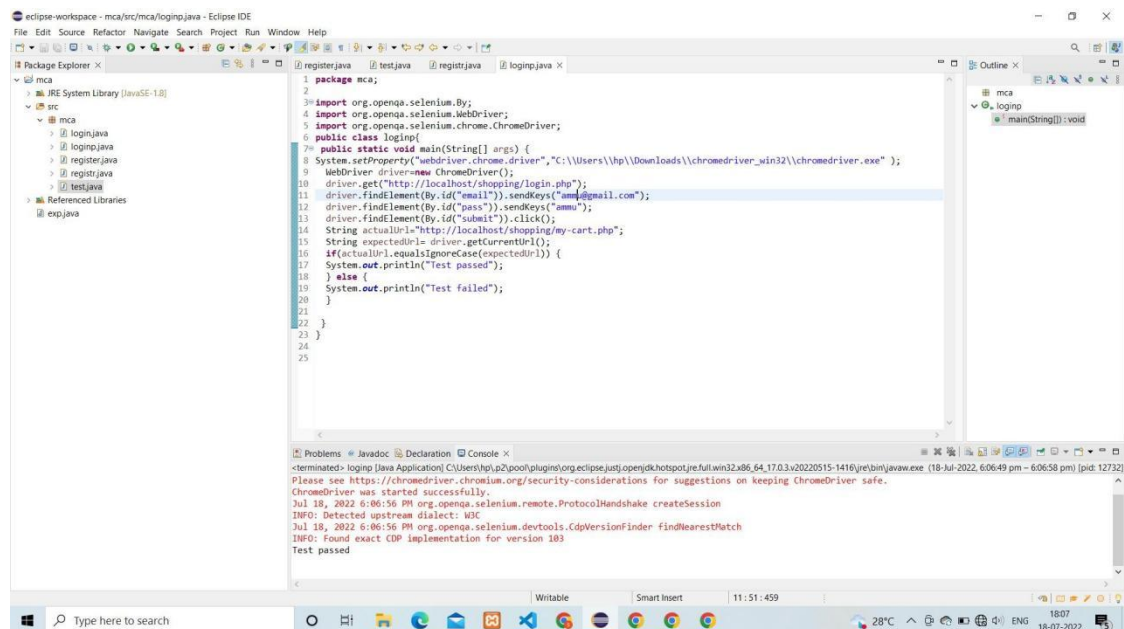 eclipse-workspace - mca/src/mca/loginp.java - Eclipse IDE
File Edit Source Refactor Navigate Search Project Run Window Help
Package Explorer
mca
JRE System Library [JavaSE-1.8]
src
mca
login.java
loginp.java
register.java
registr.java
test.java
Referenced Libraries
exp.java
register.java test.java registr.java loginp.java
1 package mca;
2
3 import org.openqa.selenium.By;
4 import org.openqa.selenium.WebDriver;
5 import org.openqa.selenium.chrome.ChromeDriver;
6 public class loginp{
7 public static void main(String[] args) {
8 System.setProperty("webdriver.chrome.driver","C:\\Users\\hp\\Downloads\\chromedriver_win32\\chromedriver.exe" );
9 WebDriver driver=new ChromeDriver();
10 driver.get("http://localhost/shopping/login.php");
11 driver.findElement(By.id("email")).sendKeys("ammu@gmail.com");
12 driver.findElement(By.id("pass")).sendKeys("ammu");
13 driver.findElement(By.id("submit")).click();
14 String actualUrl="http://localhost/shopping/my-cart.php";
15 String expectedUrl= driver.getCurrentUrl();
16 if(actualUrl.equalsIgnoreCase(expectedUrl)) {
17 System.out.println("Test passed");
18 } else {
19 System.out.println("Test failed");
20 }
21
22 }
23 }
24
25
Outline
mca
loginp
main(String[]) : void
Problems Javadoc Declaration Console
<terminated> loginp [Java Application] C:\Users\hp\.p2\pool\plugins\org.eclipse.justj.openjdk.hotspot.jre.full.win32.x86_64_17.0.3.v20220515-1416\jre\bin\javaw.exe (18-Jul-2022, 6:06:49 pm – 6:06:58 pm) [pid: 12732]
Please see https://chromedriver.chromium.org/security-considerations for suggestions on keeping ChromeDriver safe.
ChromeDriver was started successfully.
Jul 18, 2022 6:06:56 PM org.openqa.selenium.remote.ProtocolHandshake createSession
INFO: Detected upstream dialect: W3C
Jul 18, 2022 6:06:56 PM org.openqa.selenium.devtools.CdpVersionFinder findNearestMatch
INFO: Found exact CDP implementation for version 103
Test passed
Writable Smart Insert 11 : 51 : 459
Type here to search
28°C ENG
18:07
18-07-2022